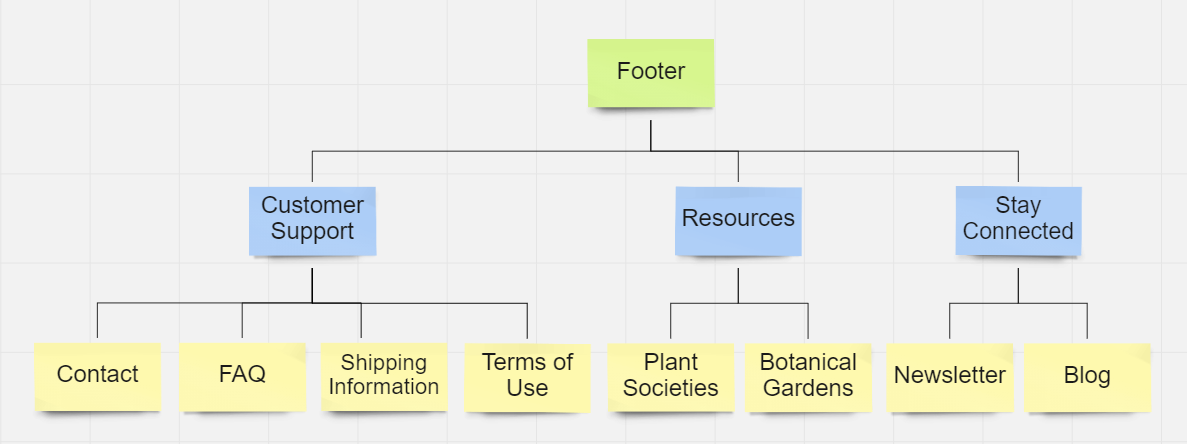 Footer
Customer
Support
Resources
Stay
Connected
Contact
FAQ
Shipping
Information
Terms of
Use
Plant
Societies
Botanical
Gardens
Newsletter
Blog